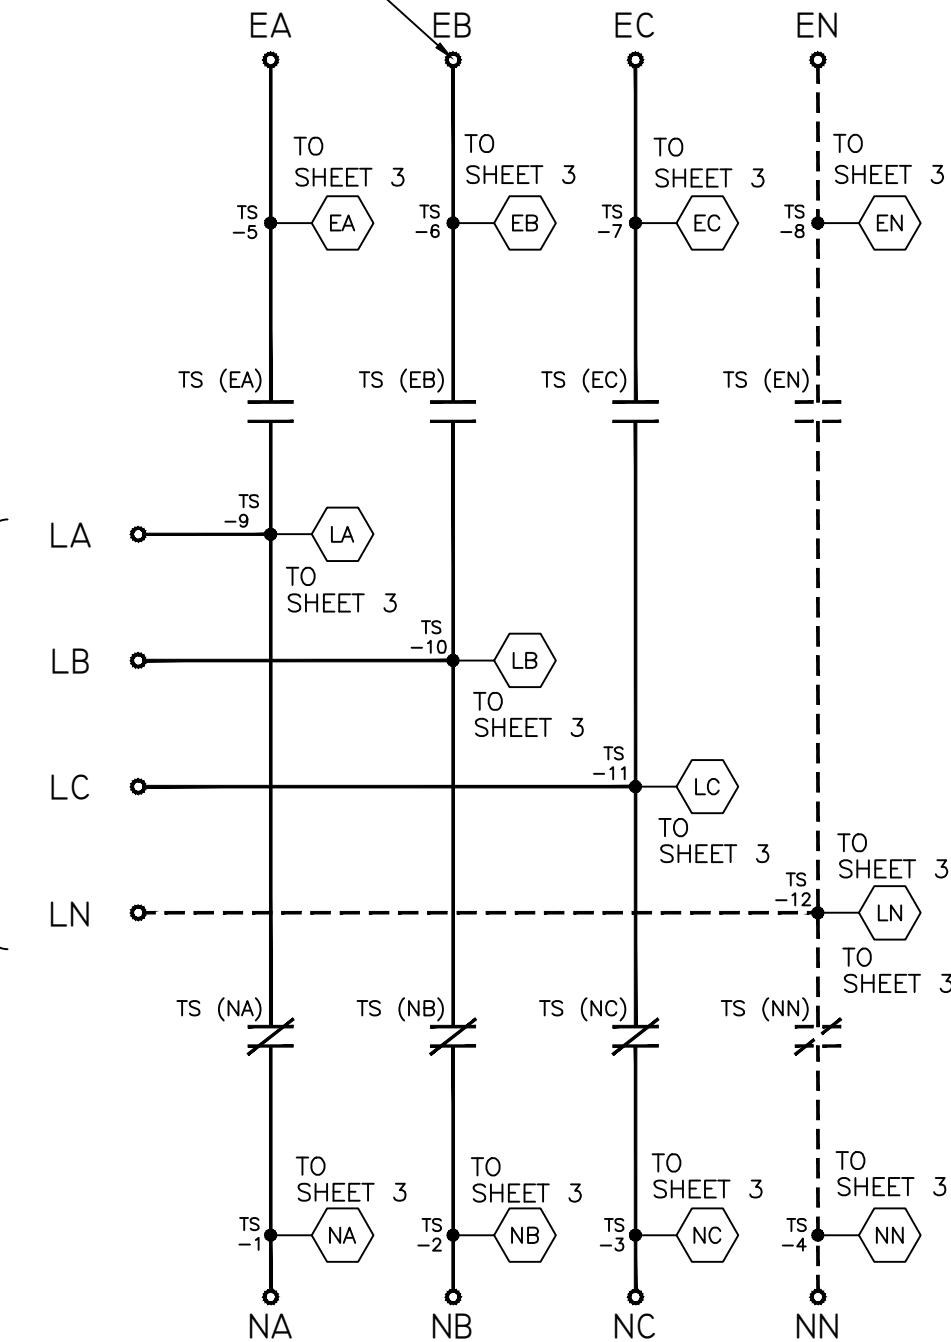 EA EB EC EN
TO TO TO TO
SHEET 3 SHEET 3 SHEET 3 SHEET 3
TS TS TS TS
-5 EA -6 EB -7 EC -8 EN
TS (EA) TS (EB) TS (EC) TS (EN)
TS
-9
LA LA
TO
SHEET 3
TS
-10
LB LB
TO
SHEET 3
TS
-11
LC LC
TO
SHEET 3
TO
SHEET 3
TS
-12
LN LN
TO
SHEET 3
TS (NA) TS (NB) TS (NC) TS (NN)
TO TO TO TO
SHEET 3 SHEET 3 SHEET 3 SHEET 3
TS TS TS TS
-1 NA -2 NB -3 NC -4 NN
NA NB NC NN